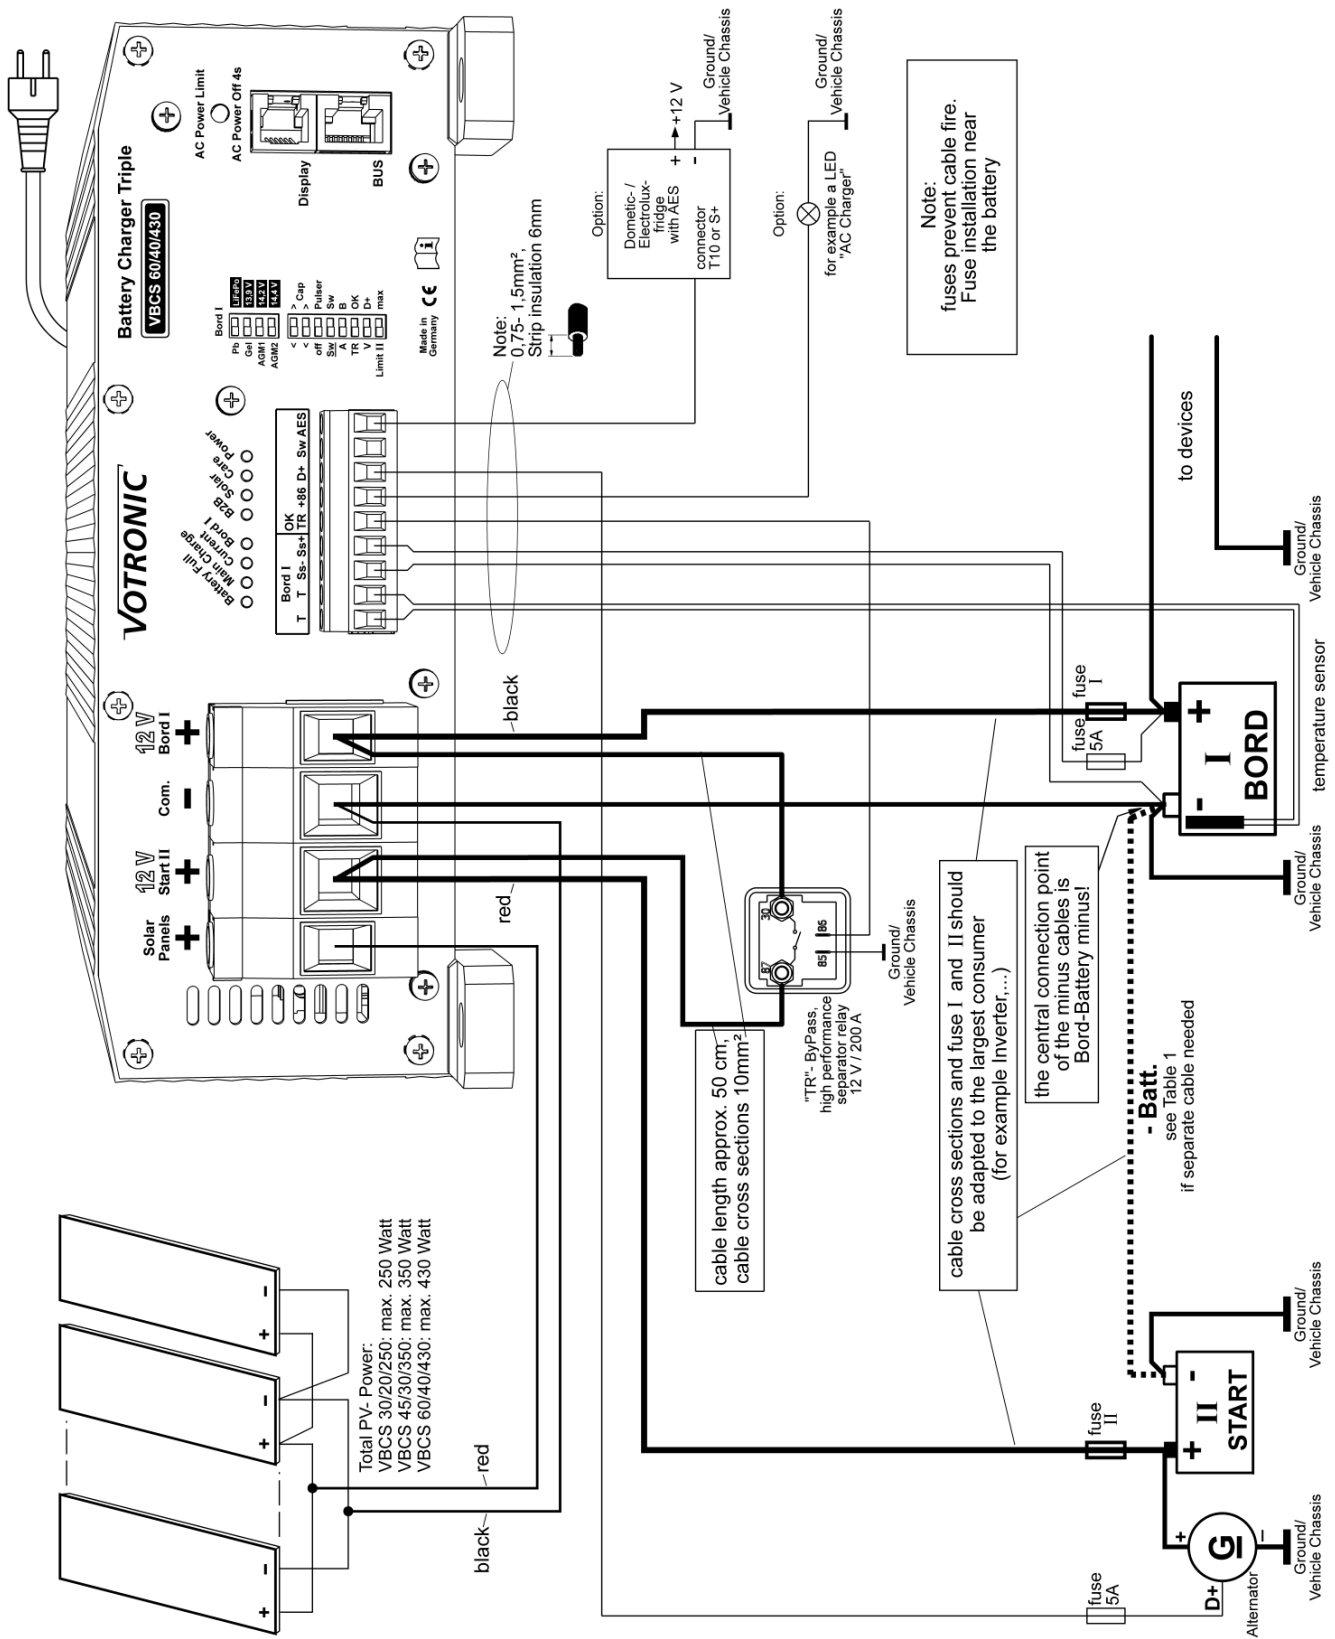 Battery Charger Triple
VBCS 60/40/430
AC Power Limit
AC Power Off 4s
Display
BUS
Made in
Germany
CE
i
Bord I
Pb
LiFePo
Gel
13,9 V
AGM1
14,2 V
AGM2
14,4 V
< > Cap
< > Pulser
off Sw
Sw B
A OK
TR D+
V max
Limit II
VOTRONIC
Power
Care
Solar
B2B
Bord I
Current
Main Charge
Battery Full
OK
TR +86 D+ Sw AES
Bord I
T T Ss- Ss+
12 V
Bord I
+
Com.
-
12 V
Start II
+
Solar
Panels
+
Note:
0,75- 1,5mm²,
Strip insulation 6mm
Option:
Dometic- /
Electrolux-
fridge
with AES
connector
T10 or S+
+
-
+12 V
Ground/
Vehicle Chassis
Option:
for example a LED
"AC Charger"
Ground/
Vehicle Chassis
Note:
fuses prevent cable fire.
Fuse installation near
the battery
to devices
Ground/
Vehicle Chassis
black
red
fuse
I
fuse
5A
+
-
I
BORD
temperature sensor
Ground/
Vehicle Chassis
30
87
86
85
Ground/
Vehicle Chassis
"TR"- ByPass,
high performance
separator relay
12 V / 200 A
cable length approx. 50 cm,
cable cross sections 10mm²
cable cross sections and fuse I and II should
be adapted to the largest consumer
(for example Inverter,...)
the central connection point
of the minus cables is
Bord-Battery minus!
- Batt.
see Table 1
if separate cable needed
Total PV- Power:
VBCS 30/20/250: max. 250 Watt
VBCS 45/30/350: max. 350 Watt
VBCS 60/40/430: max. 430 Watt
+
-
+
-
+
-
red
black
fuse
II
+
-
II
START
Ground/
Vehicle Chassis
fuse
5A
D+
G
+
-
Alternator
Ground/
Vehicle Chassis